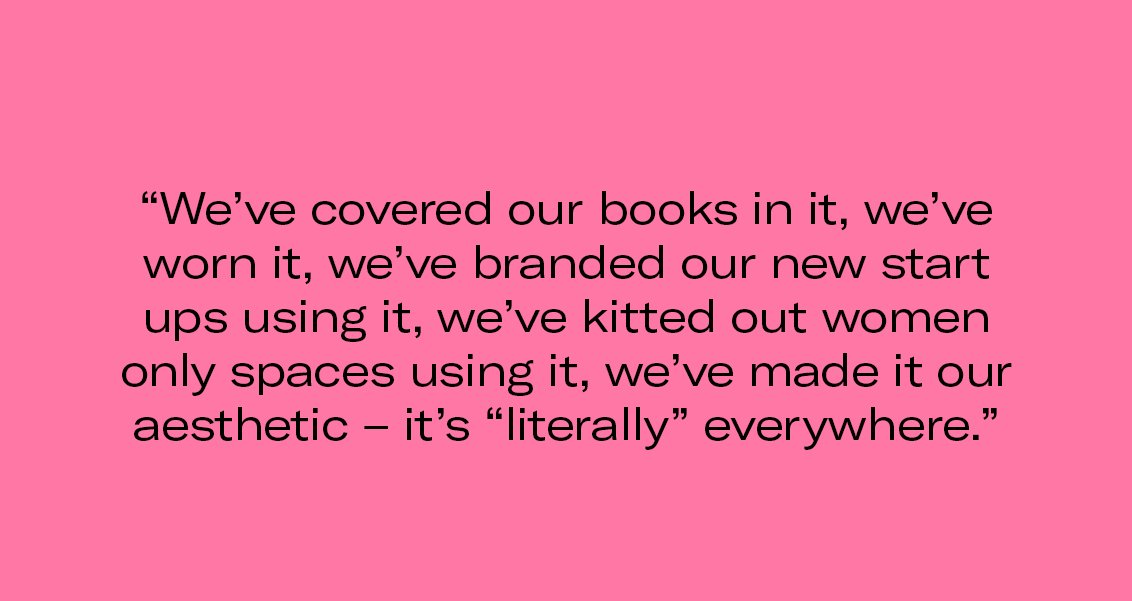 “We’ve covered our books in it, we’ve
worn it, we’ve branded our new start
ups using it, we’ve kitted out women
only spaces using it, we’ve made it our
aesthetic – it’s “literally” everywhere.”